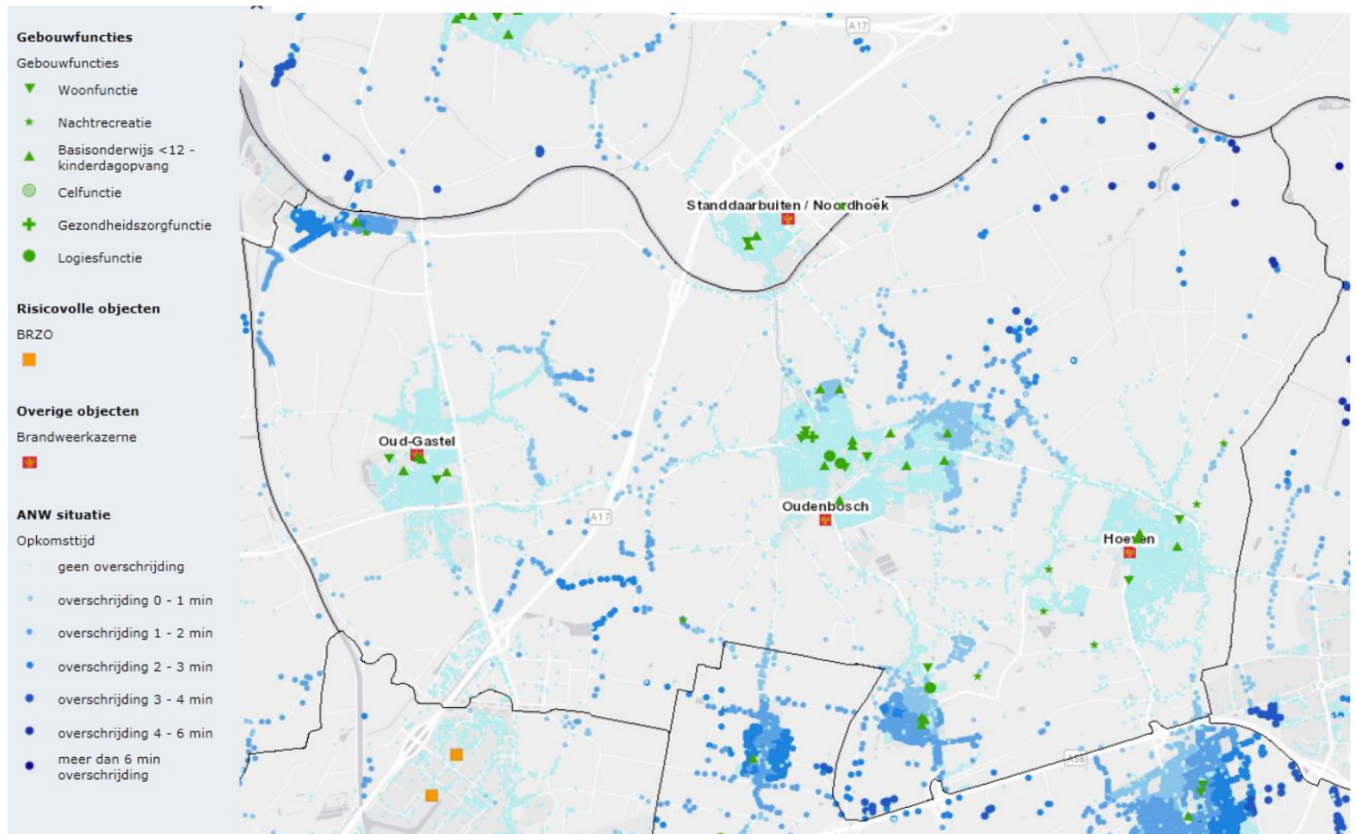 Gebouwfuncties
Gebouwfuncties
Woonfunctie
Nachtrecreatie
Basisonderwijs <12 -
kinderdagopvang
Celfunctie
Gezondheidszorgfunctie
Logiesfunctie
Risicovolle objecten
BRZO
Overige objecten
Brandweerkazerne
ANW situatie
Opkomsttijd
geen overschrijding
overschrijding 0 - 1 min
overschrijding 1 - 2 min
overschrijding 2 - 3 min
overschrijding 3 - 4 min
overschrijding 4 - 6 min
meer dan 6 min
overschrijding
A17
Standdaarbuiten / Noordhoek
Oud-Gastel
A17
Oudenbosch
Hoeven
A58